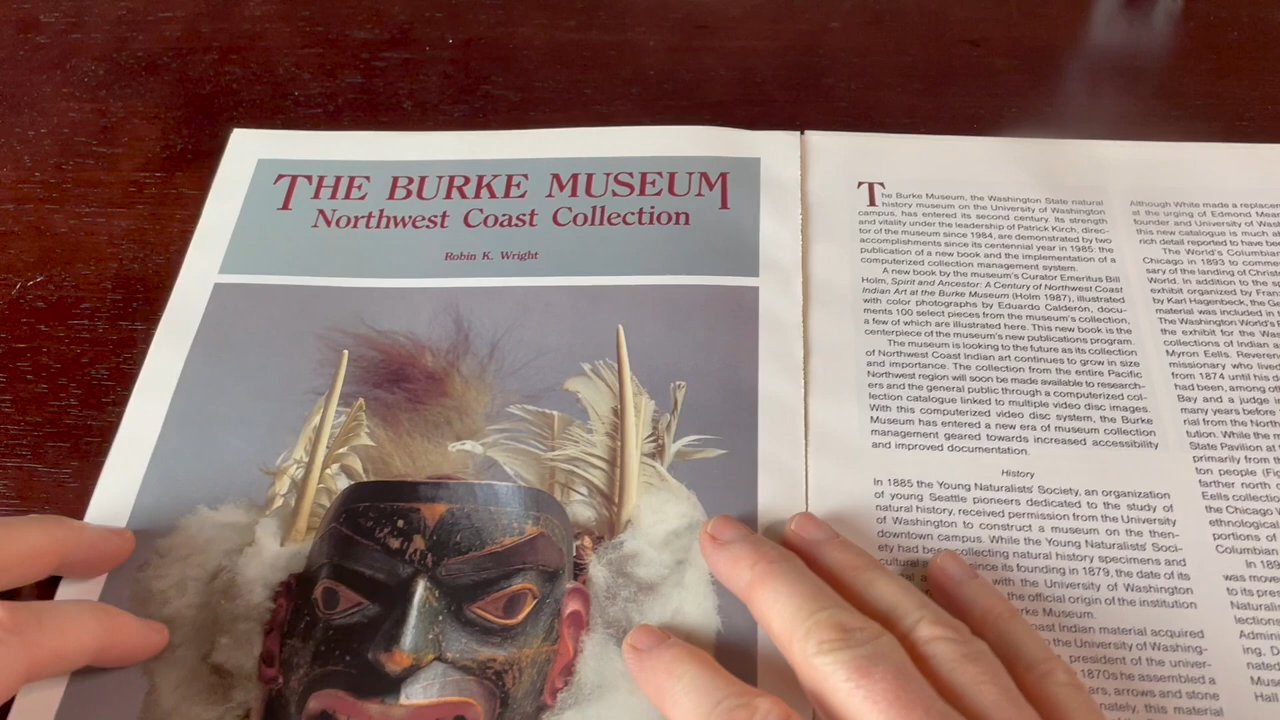 THE BURKE MUSEUM
Northwest Coast Collection
Robin K. Wright
The Burke Museum, the Washington State natural
history museum on the University of Washington
campus, has entered its second century. Its strength
and vitality under the leadership of Patrick Kirch, direc-
tor of the museum since 1984, are demonstrated by two
accomplishments since its centennial year in 1985: the
publication of a new book and the implementation of a
computerized collection management system.
A new book by the museum's Curator Emeritus Bill
Holm, Spirit and Ancestor: A Century of Northwest Coast
Indian Art at the Burke Museum (Holm 1987), illustrated
with color photographs by Eduardo Calderón, docu-
ments 100 select pieces from the museum's collection,
a few of which are illustrated here. This new book is the
centerpiece of the museum's new publications program.
The museum is looking to the future as its collection
of Northwest Coast Indian art continues to grow in size
and importance. The collection from the entire Pacific
Northwest region will soon be made available to research-
ers and the general public through a computerized col-
lection catalogue linked to multiple video disc images.
With this computerized video disc system, the Burke
Museum has entered a new era of museum collection
management geared towards increased accessibility
and improved documentation.
History
In 1885 the Young Naturalists' Society, an organization
of young Seattle pioneers dedicated to the study of
natural history, received permission from the University
of Washington to construct a museum on the then-
downtown campus. While the Young Naturalists' Soci-
ety had been collecting natural history specimens and
cultural since its founding in 1879, the date of its
with the University of Washington
the official origin of the institution
rke Museum.
oast Indian material acquired
the University of Washing-
, president of the univer-
1870s he assembled a
ars, arrows and stone
nately, this material
Although White made a replacem
at the urging of Edmond Mean
founder and University of Wash
this new catalogue is much ab
rich detail reported to have be
The World's Columbian
Chicago in 1893 to comme
sary of the landing of Christ
World. In addition to the s
exhibit organized by Fran
by Karl Hagenbeck, the G
material was included in t
The Washington World's
the exhibit for the Was
collections of Indian a
Myron Eells. Reveren
missionary who lived
from 1874 until his d
had been, among ot
Bay and a judge i
many years before
rial from the North
tution. While the m
State Pavilion at
primarily from t
ton people (Fig
farther north
Eells collectio
the Chicago
ethnological
portions of
Columbian
In 189
was move
to its pres
Naturalis
lections
Admin
ing. D
nated
Muse
Hall